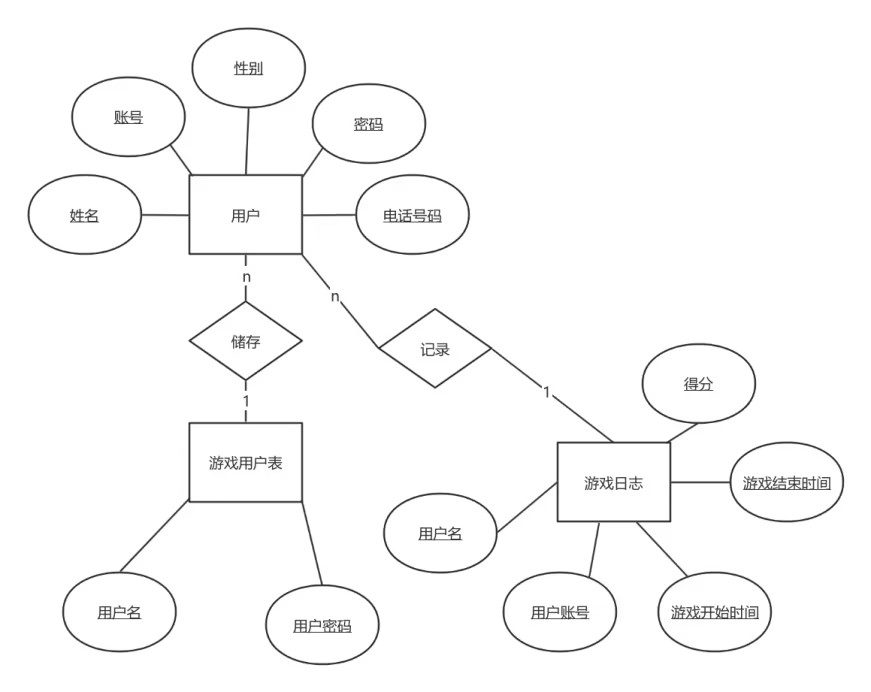 性别
账号
密码
姓名
用户
电话号码
n
n
储存
记录
1
1
得分
游戏用户表
游戏日志
游戏结束时间
用户名
用户名
用户密码
用户账号
游戏开始时间